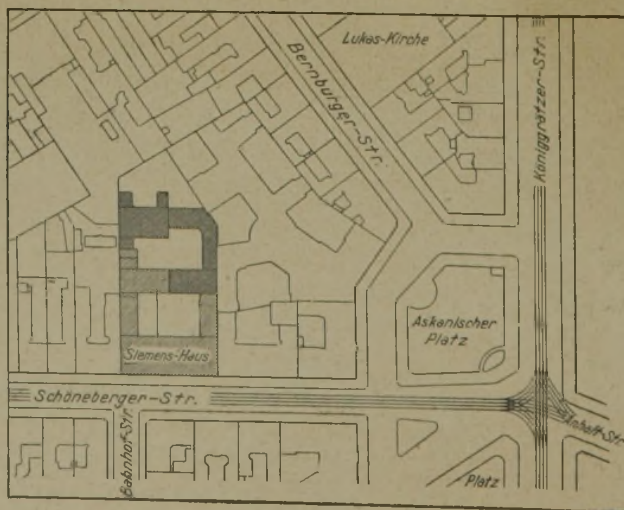 Lukas-Kirche
Königgrätzer-Str.
Bernburger-Str.
Askanischer
Platz
Siemens-Haus
Schöneberger-Str.
Anhalt-Str.
Bahnhof-Str.
Platz